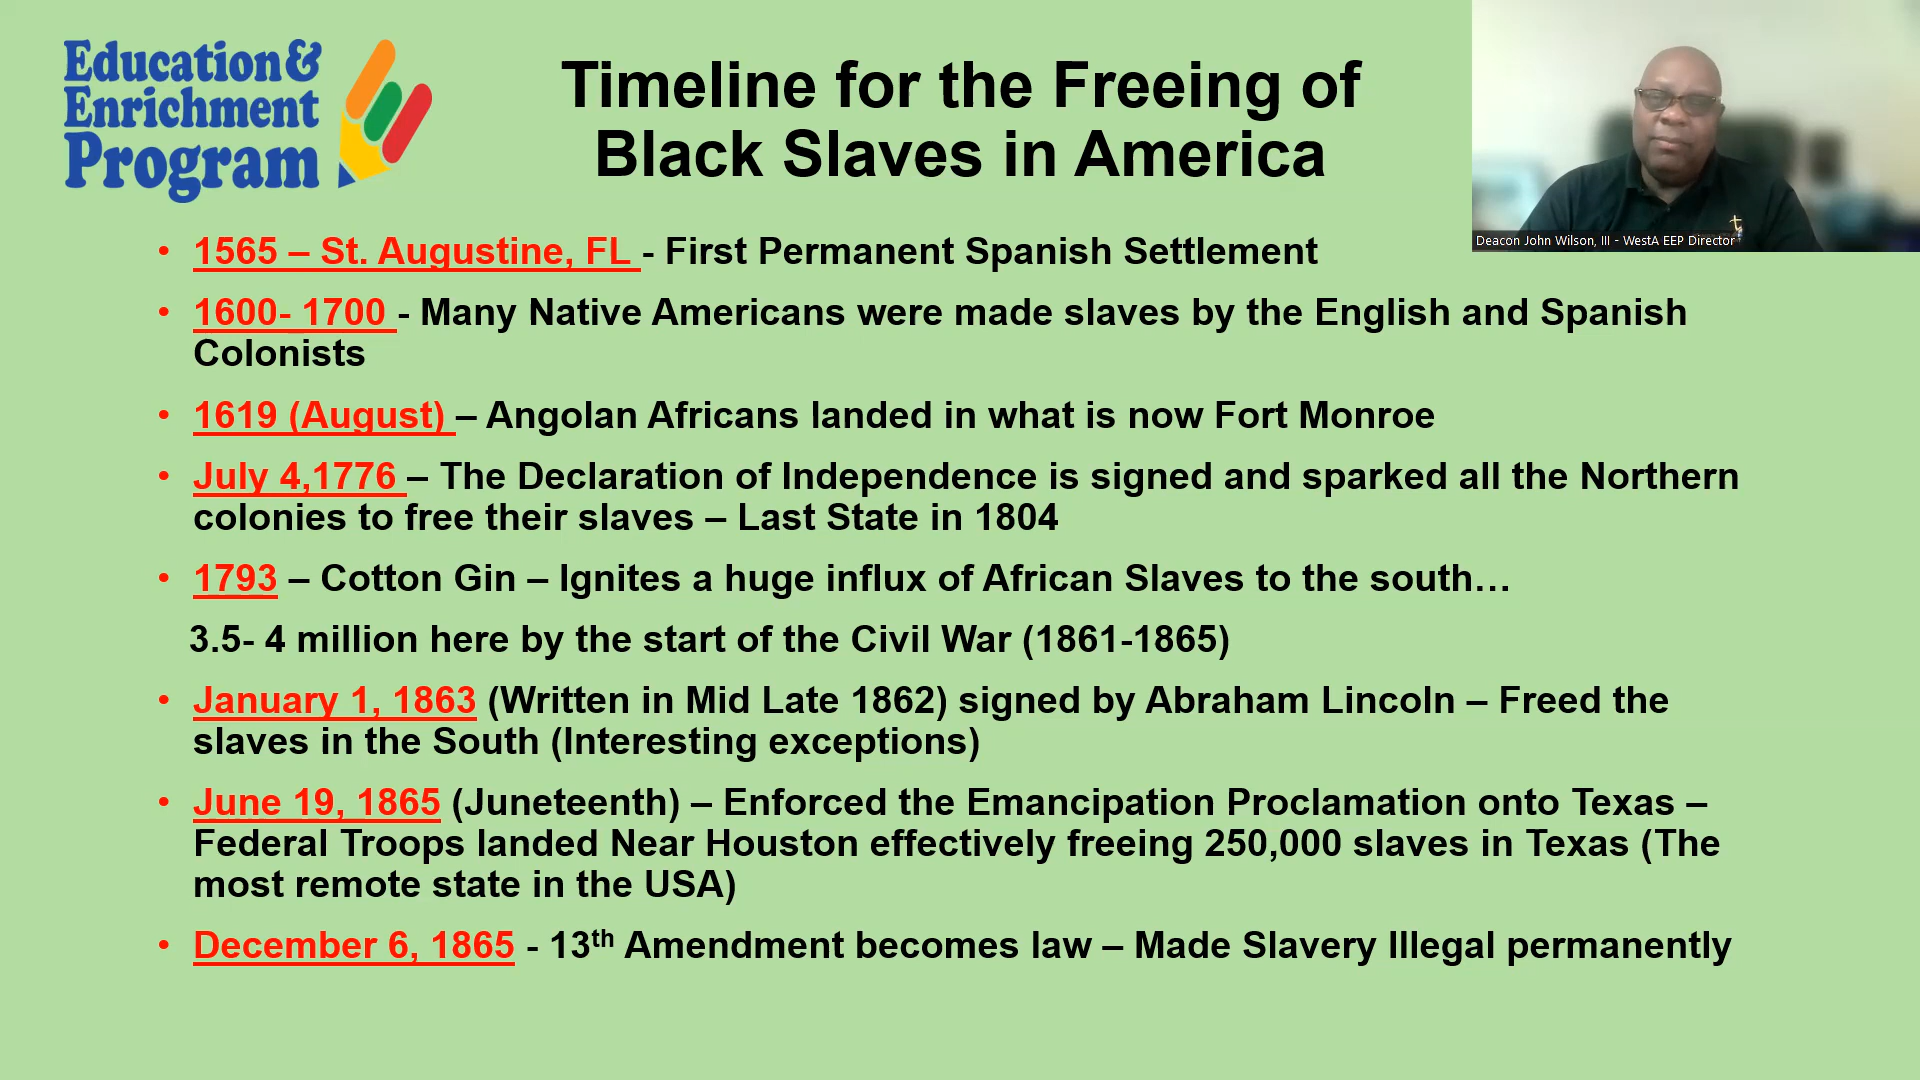 Education&
Enrichment
Program
Timeline for the Freeing of
Black Slaves in America
Deacon John Wilson, III - WestA EEP Director
• 1565 – St. Augustine, FL - First Permanent Spanish Settlement
• 1600- 1700 - Many Native Americans were made slaves by the English and Spanish
Colonists
• 1619 (August) – Angolan Africans landed in what is now Fort Monroe
• July 4,1776 – The Declaration of Independence is signed and sparked all the Northern
colonies to free their slaves – Last State in 1804
• 1793 – Cotton Gin – Ignites a huge influx of African Slaves to the south…
3.5- 4 million here by the start of the Civil War (1861-1865)
• January 1, 1863 (Written in Mid Late 1862) signed by Abraham Lincoln – Freed the
slaves in the South (Interesting exceptions)
• June 19, 1865 (Juneteenth) – Enforced the Emancipation Proclamation onto Texas –
Federal Troops landed Near Houston effectively freeing 250,000 slaves in Texas (The
most remote state in the USA)
• December 6, 1865 - 13th Amendment becomes law – Made Slavery Illegal permanently